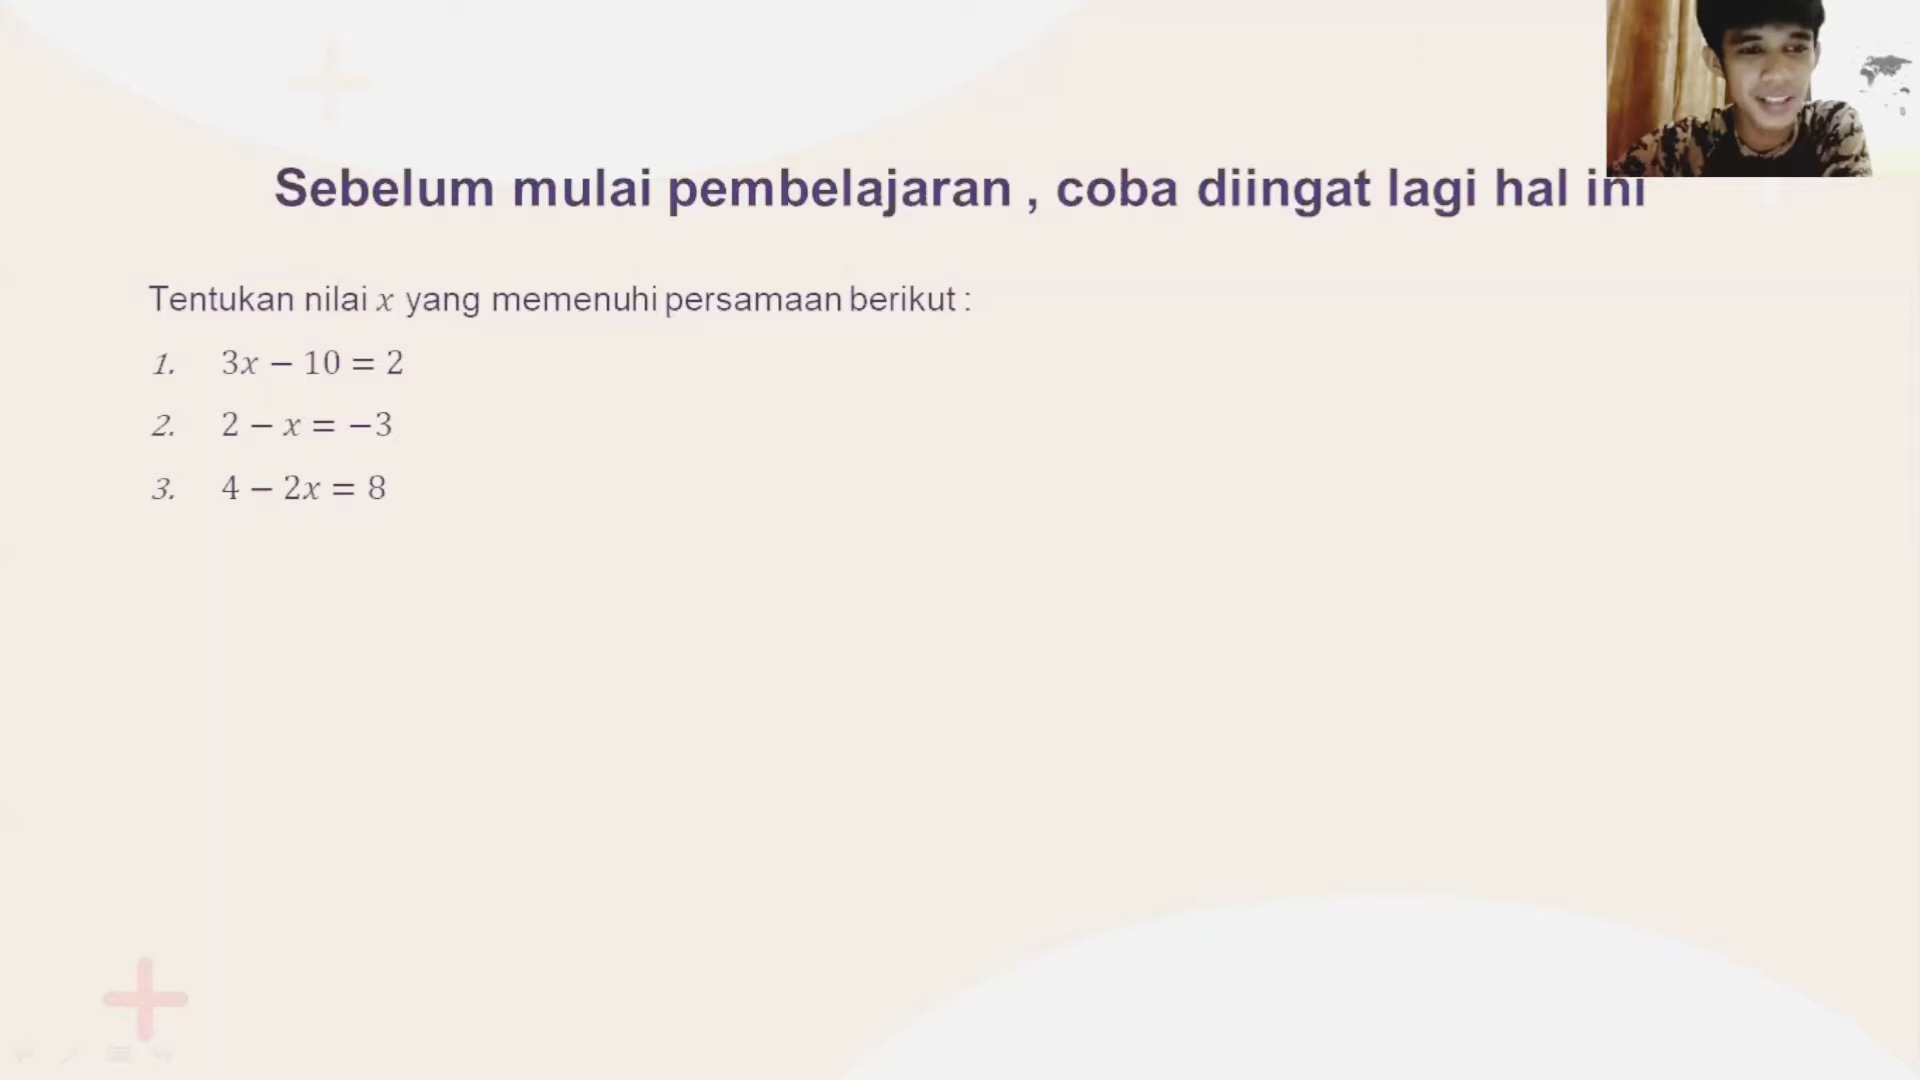 Sebelum mulai pembelajaran , coba diingat lagi hal ini
Tentukan nilai x yang memenuhi persamaan berikut :
1. 3x − 10 = 2
2. 2 − x = −3
3. 4 − 2x = 8